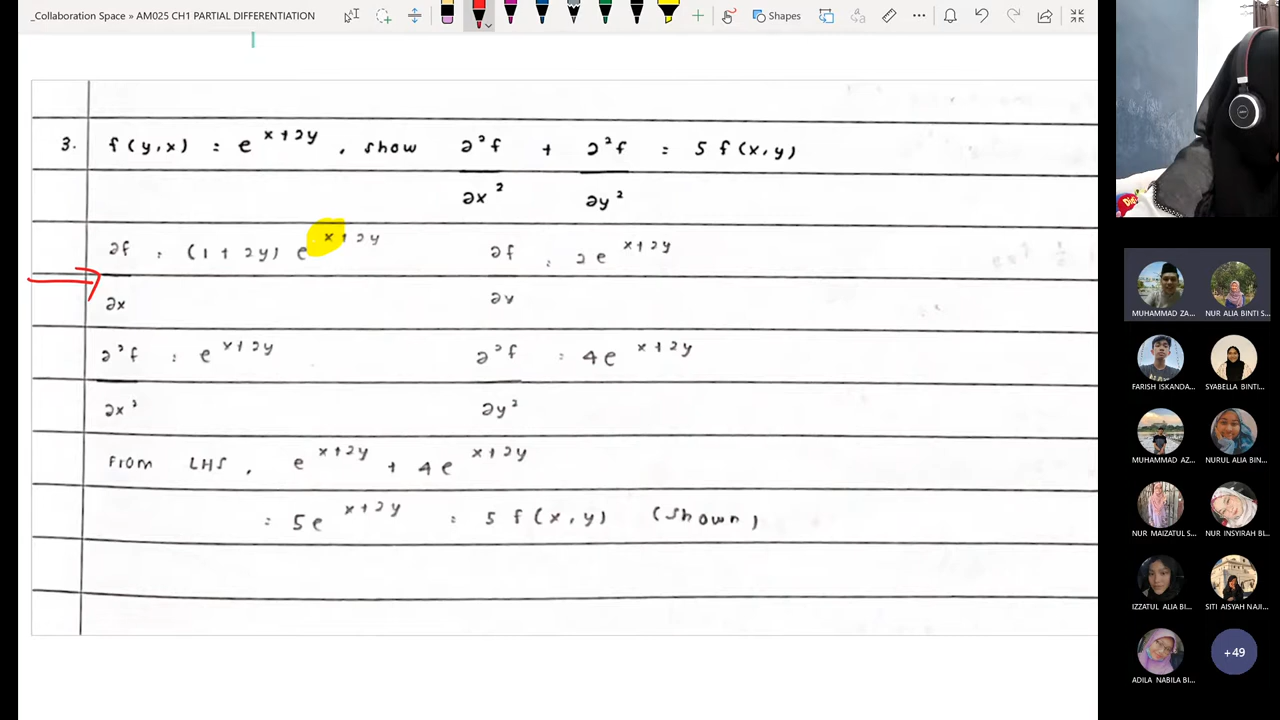 _Collaboration Space » AM025 CH1 PARTIAL DIFFERENTIATION
Shapes
3. f(y,x) = e^{x+2y} , show ∂²f/∂x² + ∂²f/∂y² = 5 f(x,y)
∂f/∂x = (1 + 2y) e^{x+2y} ∂f/∂y = 2e^{x+2y}
∂²f/∂x² = e^{x+2y} ∂²f/∂y² = 4e^{x+2y}
From LHS, e^{x+2y} + 4e^{x+2y}
= 5e^{x+2y} = 5 f(x,y) (shown)
Digi
MUHAMMAD ZA...
NUR ALIA BINTI S...
FARISH ISKANDA...
SYABELLA BINTI...
MUHAMMAD AZ...
NURUL ALIA BIN...
NUR MAIZATUL S...
NUR INSYIRAH BI...
IZZATUL ALIA BI...
SITI AISYAH NAJI...
ADILA NABILA BI...
+49